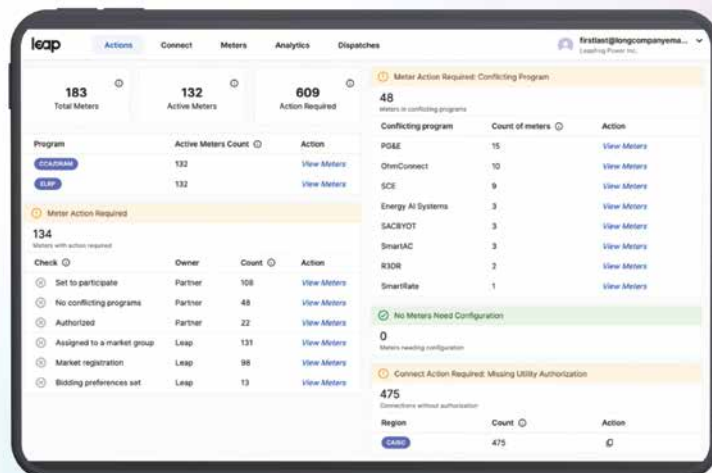 leap
Actions Connect Meters Analytics Dispatches
firstlast@longcompanyema...
Leapfrog Power Inc.
183
Total Meters
132
Active Meters
609
Action Required
Program Active Meters Count Action
CCA/DRAM 132 View Meters
ELRP 132 View Meters
Meter Action Required
134
Meters with action required
Check Owner Count Action
Set to participate Partner 108 View Meters
No conflicting programs Partner 48 View Meters
Authorized Partner 22 View Meters
Assigned to a market group Leap 131 View Meters
Market registration Leap 98 View Meters
Bidding preferences set Leap 13 View Meters
Meter Action Required: Conflicting Program
48
Meters in conflicting programs
Conflicting program Count of meters Action
PG&E 15 View Meters
OhmConnect 10 View Meters
SCE 9 View Meters
Energy AI Systems 3 View Meters
SACBYOT 3 View Meters
SmartAC 3 View Meters
R3DR 2 View Meters
SmartRate 1 View Meters
No Meters Need Configuration
0
Meters needing configuration
Connect Action Required: Missing Utility Authorization
475
Connections without authorization
Region Count Action
CAISO 475